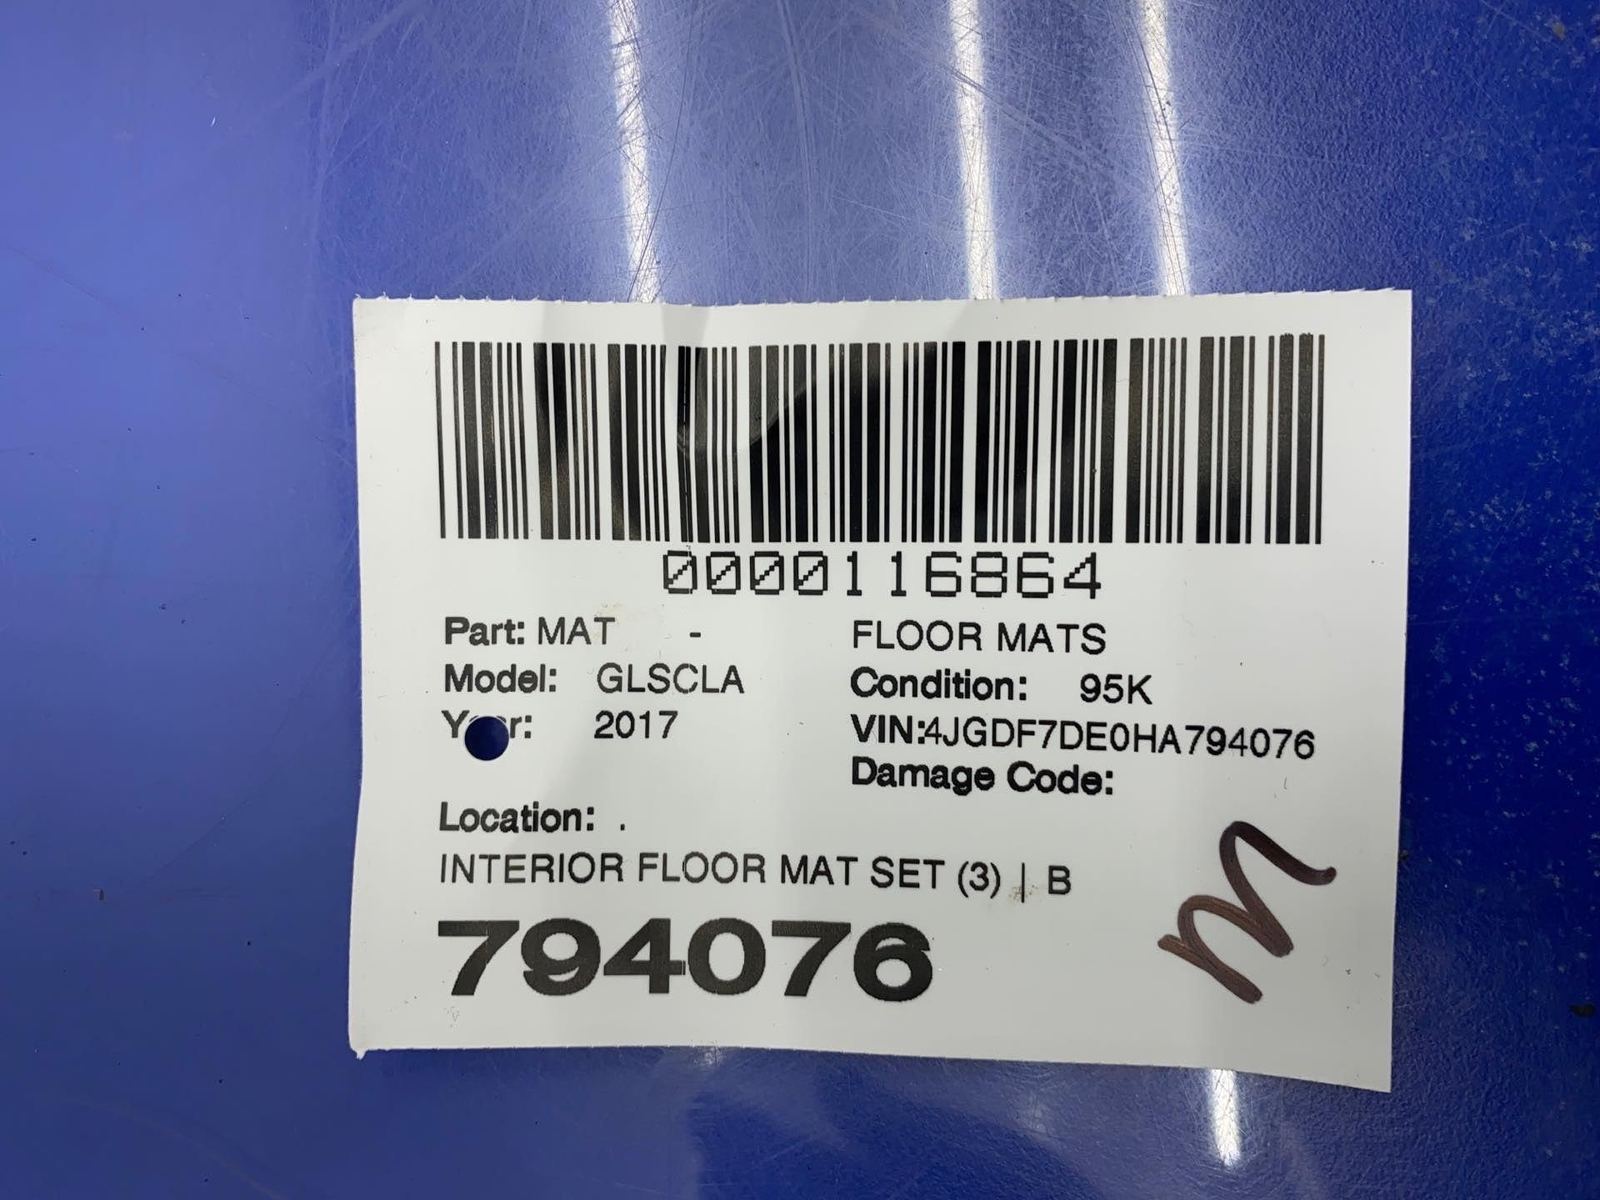 0000116864
Part: MAT - FLOOR MATS
Model: GLSCLA Condition: 95K
2017 VIN:4JGDF7DE0HA794076
Damage Code:
Location: .
INTERIOR FLOOR MAT SET (3) | B
794076
m